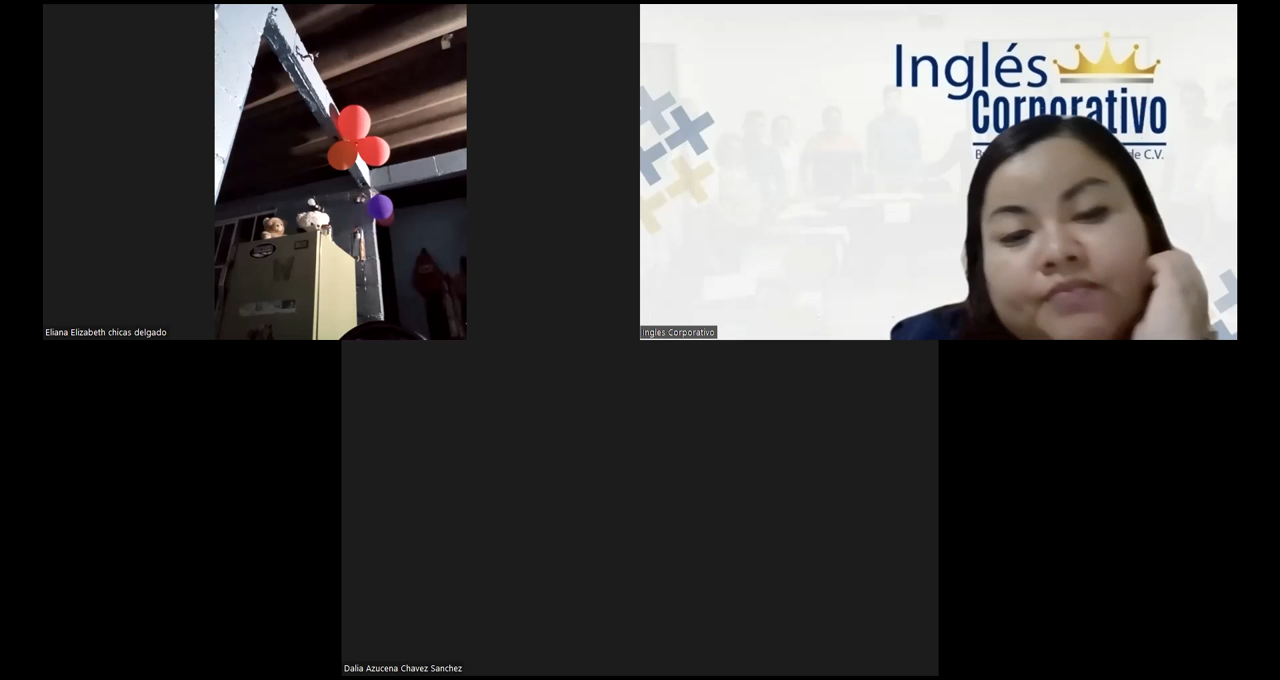 Inglés
Corporativo
B
de C.V.
Eliana Elizabeth chicas delgado
Ingles Corporativo
Dalia Azucena Chavez Sanchez